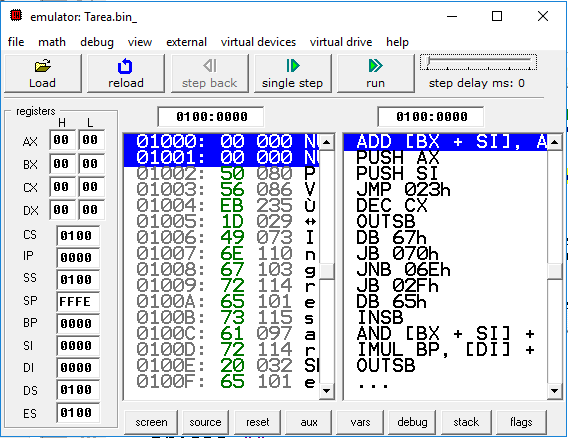 emulator: Tarea.bin_
file math debug view external virtual devices virtual drive help
Load reload step back single step run step delay ms: 0
registers
H L
0100:0000 0100:0000
AX 00 00
BX 00 00
CX 00 00
DX 00 00
CS 0100
IP 0000
SS 0100
SP FFFE
BP 0000
SI 0000
DI 0000
DS 0100
ES 0100
01000: 00 000 N
01001: 00 000 N
01002: 50 080 P
01003: 56 086 V
01004: EB 235 Ù
01005: 1D 029 ↔
01006: 49 073 I
01007: 6E 110 n
01008: 67 103 g
01009: 72 114 r
0100A: 65 101 e
0100B: 73 115 s
0100C: 61 097 a
0100D: 72 114 r
0100E: 20 032 S
0100F: 65 101 e
ADD [BX + SI], A
PUSH AX
PUSH SI
JMP 023h
DEC CX
OUTSB
DB 67h
JB 070h
JNB 06Eh
JB 02Fh
DB 65h
INSB
AND [BX + SI] +
IMUL BP, [DI] +
OUTSB
...
screen source reset aux vars debug stack flags